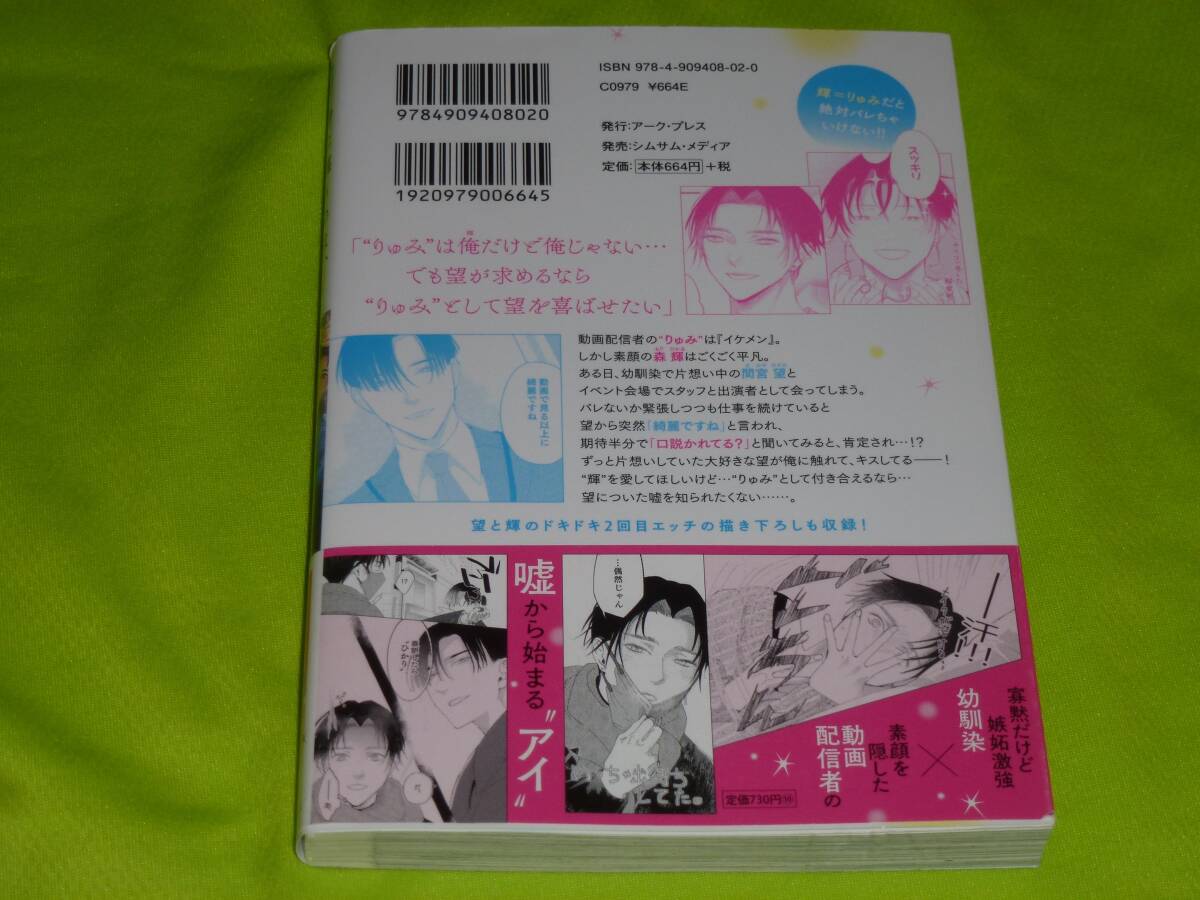 ISBN 978-4-909408-02-0
C0979 ¥664E
9784909408020
発行:アーク・プレス
発売:シムサム・メディア
定価: 本体664円 +税
1920979006645
輝=りゅみだと
絶対バレちゃ
いけない!!
スッキリ
「“りゅみ”は俺だけど俺じゃない…
でも望が求めるなら
“りゅみ”として望を喜ばせたい」
動画で見る以上に
綺麗ですね
動画配信者の“りゅみ”は『イケメン』。
しかし素顔の森 輝はごくごく平凡。
ある日、幼馴染で片想い中の間宮 望と
イベント会場でスタッフと出演者として会ってしまう。
バレないか緊張しつつも仕事を続けていると
望から突然「綺麗ですね」と言われ、
期待半分で「口説かれてる?」と聞いてみると、肯定され…!?
ずっと片想いしていた大好きな望が俺に触れて、キスしてる――!
“輝”を愛してほしいけど…“りゅみ”として付き合えるなら…
望についた嘘を知られたくない……。
望と輝のドキドキ2回目エッチの描き下ろしも収録!
寡黙だけど
嫉妬激強
幼馴染
×
素顔を
隠した
動画
配信者の
嘘から始まる“アイ”
…偶然じゃん
!?
定価730円⑩